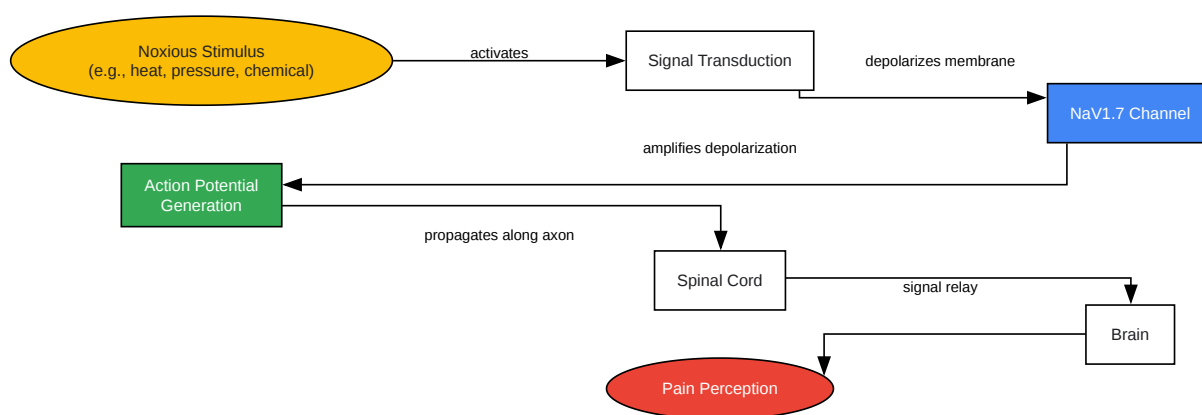 Noxious Stimulus
(e.g., heat, pressure, chemical)
activates
Signal Transduction
depolarizes membrane
NaV1.7 Channel
amplifies depolarization
Action Potential
Generation
propagates along axon
Spinal Cord
signal relay
Brain
Pain Perception